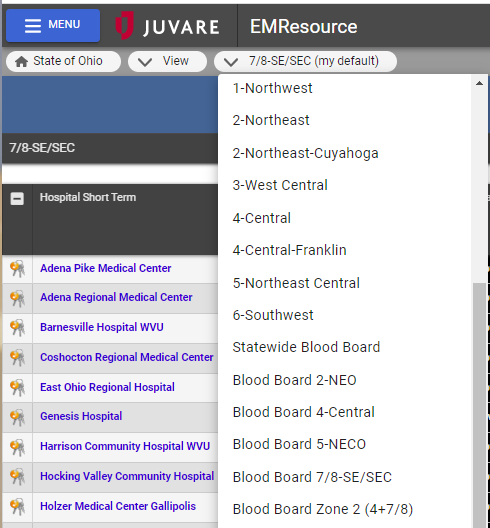 MENU
JUVARE
EMResource
State of Ohio
View
7/8-SE/SEC (my default)
7/8-SE/SEC
Hospital Short Term
Adena Pike Medical Center
Adena Regional Medical Center
Barnesville Hospital WVU
Coshocton Regional Medical Center
East Ohio Regional Hospital
Genesis Hospital
Harrison Community Hospital WVU
Hocking Valley Community Hospital
Holzer Medical Center Gallipolis
1-Northwest
2-Northeast
2-Northeast-Cuyahoga
3-West Central
4-Central
4-Central-Franklin
5-Northeast Central
6-Southwest
Statewide Blood Board
Blood Board 2-NEO
Blood Board 4-Central
Blood Board 5-NECO
Blood Board 7/8-SE/SEC
Blood Board Zone 2 (4+7/8)